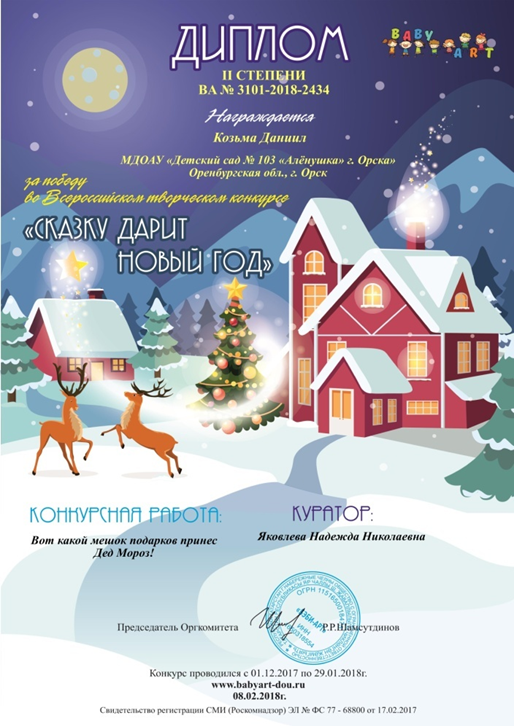 ДИПЛОМ
BABY
ART
II СТЕПЕНИ
ВА № 3101-2018-2434
Награждается
Козьма Даниил
МДОАУ «Детский сад № 103 «Алёнушка» г. Орска»
Оренбургская обл., г. Орск
за победу
во Всероссийском творческом конкурсе
«СКАЗКУ ДАРИТ
НОВЫЙ ГОД»
КОНКУРСНАЯ РАБОТА:
Вот какой мешок подарков принес
Дед Мороз!
КУРАТОР:
Яковлева Надежда Николаевна
Председатель Оргкомитета
Р.Р.Шамсутдинов
Конкурс проводился с 01.12.2017 по 29.01.2018г.
www.babyart-dou.ru
08.02.2018г.
Свидетельство регистрации СМИ (Роскомнадзор) ЭЛ № ФС 77 - 68800 от 17.02.2017